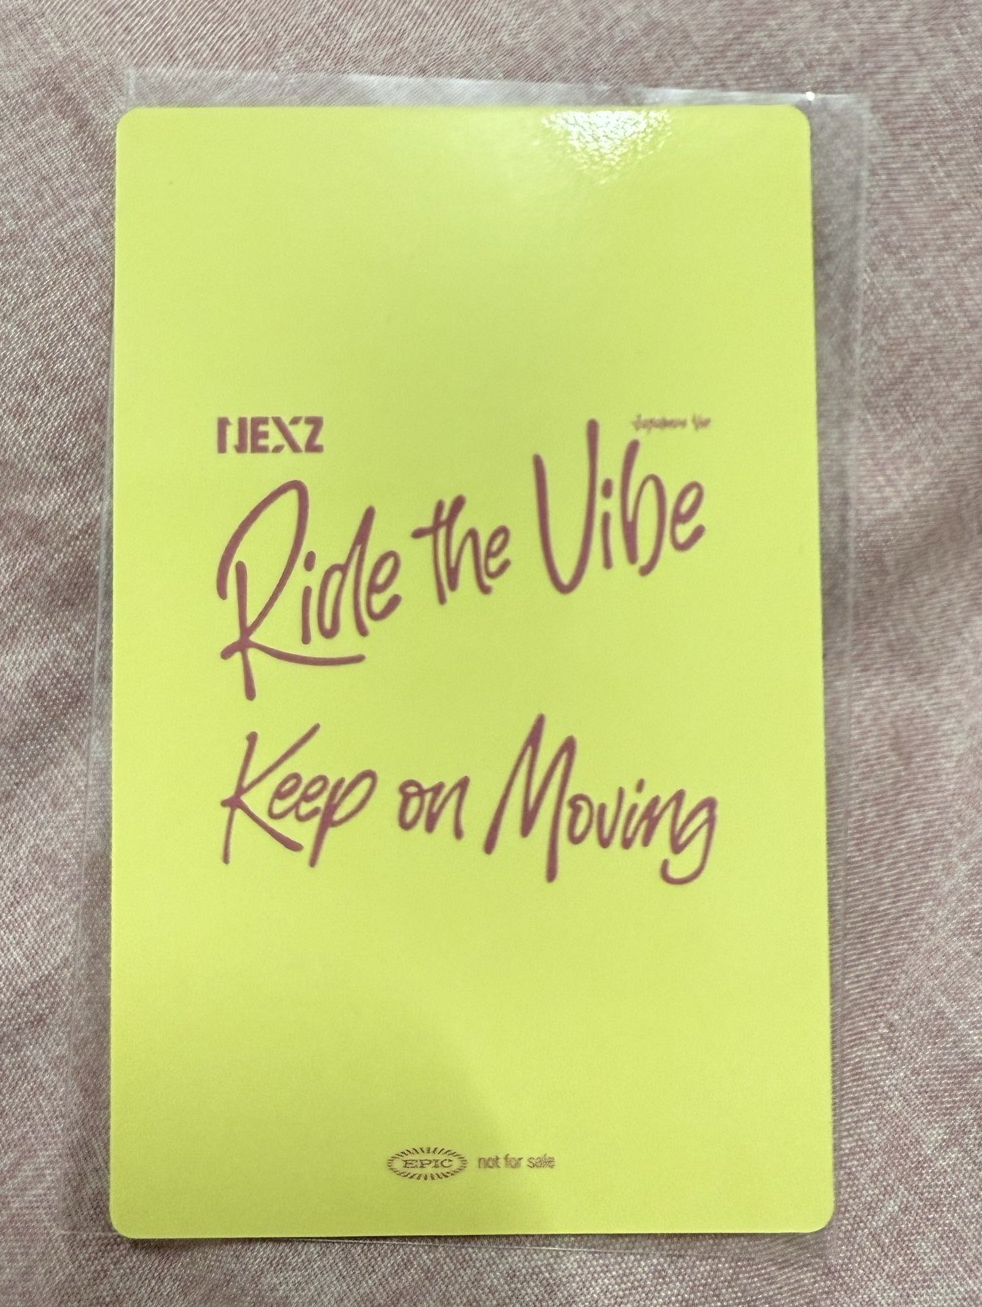 NEXZ
Japanese Ver.
Ride the Vibe
Keep on Moving
EPIC not for sale